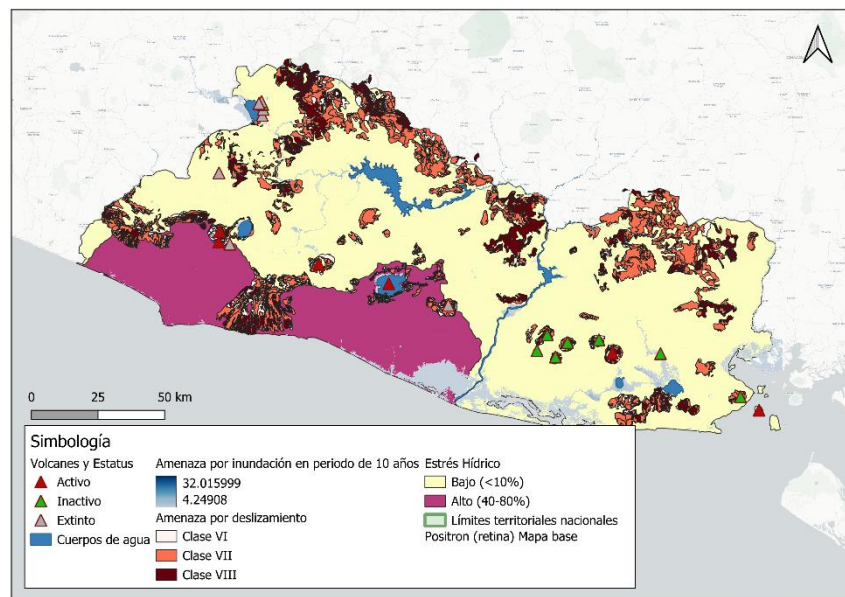 0 25 50 km
Simbología
Volcanes y Estatus
Activo
Inactivo
Extinto
Cuerpos de agua
Amenaza por inundación en periodo de 10 años
32.015999
4.24908
Amenaza por deslizamiento
Clase VI
Clase VII
Clase VIII
Estrés Hídrico
Bajo (<10%)
Alto (40-80%)
Límites territoriales nacionales
Positron (retina) Mapa base